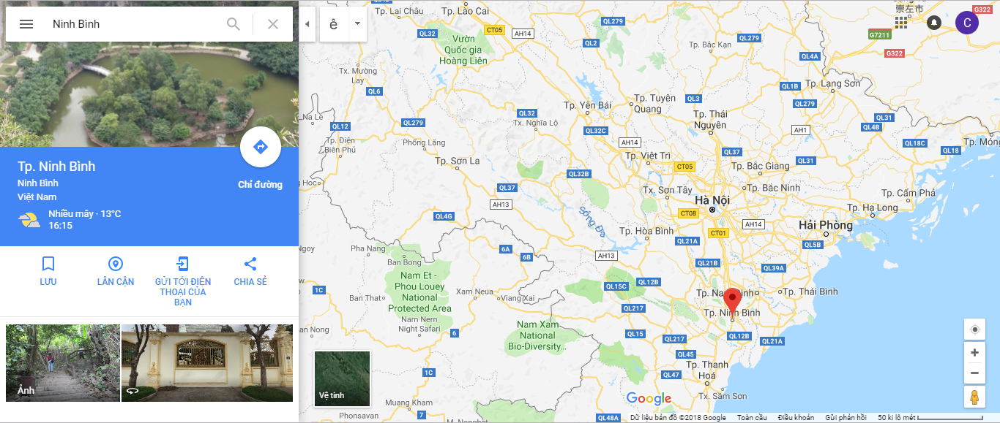 Ninh Bình
ê
Tp. Ninh Bình
Ninh Bình
Việt Nam
Chỉ đường
Nhiều mây · 13°C
16:15
LƯU
LÂN CẬN
GỬI TỚI ĐIỆN
THOẠI CỦA
BẠN
CHIA SẺ
Ảnh
Tp. Lai Châu
Tp. Lào Cai
崇左市
G322
C
QL32
CT05
AH14
QL279
QL2
QL279
G7211
G322
Vườn
Quốc gia
Hoàng Liên
Tp. Bắc Kạn
QL4A
Tx. Mường
Lay
QL6
QL1B
Tp. Lạng Sơn
QL3
QL279
Tp. Yên Bái
Tp. Tuyên
Quang
Na Le
QL12
QL279
QL32
Tx. Nghĩa Lộ
QL32C
Tp. Thái
Nguyên
AH1
QL31
QL4B
Tp. Điện
Biên Phủ
Phống Lăng
AH14
QL37
QL18C
QL18
Tp. Món
Tp. Sơn La
Tp. Việt Trì
CT05
QL31
Tp. Bắc Giang
QL32B
QL37
AH13
Tx. Sơn Tây
Hà Nội
Tp. Bắc Ninh
Tp. Cẩm Phả
Tp. Hạ Long
QL4G
Sông Đà
CT08
AH14
Hải Phòng
Tp. Hòa Bình
QL21A
CT01
QL5B
Pha Nang
Ban Bong
6A
6B
AH13
QL21B
QL39A
Nam Et -
Phou Louey
National
Protected Area
1C
Ban That
Xam Neua
Viang Xai
QL15C
QL12B
QL217
Tp. Nam Định
Tp. Thái Bình
Tp. Ninh Bình
Nam Nern
Night Safari
6
Nam Xam
National
Bio-Diversity...
QL15
QL217
QL12B
QL21A
QL45
Tp. Thanh
Hoá
QL47
1C
Tx. Sầm Sơn
Vệ tinh
Muang Kham
7
QL48A
Google
Dữ liệu bản đồ ©2018 Google
Toàn cầu
Điều khoản
Gửi phản hồi
50 ki lô mét